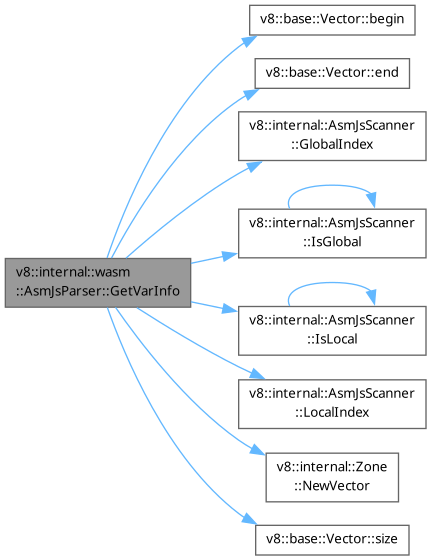 v8::base::Vector::begin
v8::base::Vector::end
v8::internal::AsmJsScanner
::GlobalIndex
v8::internal::AsmJsScanner
::IsGlobal
v8::internal::wasm
::AsmJsParser::GetVarInfo
v8::internal::AsmJsScanner
::IsLocal
v8::internal::AsmJsScanner
::LocalIndex
v8::internal::Zone
::NewVector
v8::base::Vector::size